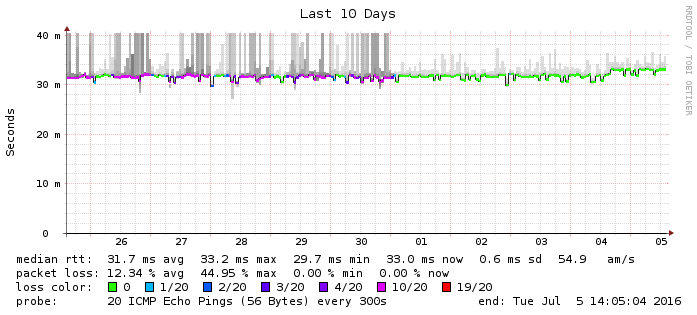 Last 10 Days
RRDTOOL / TOBI OETIKER
Seconds
40 m
30 m
20 m
10 m
0
26 27 28 29 30 01 02 03 04 05
median rtt: 31.7 ms avg 33.2 ms max 29.7 ms min 33.0 ms now 0.6 ms sd 54.9 am/s
packet loss: 12.34 % avg 44.95 % max 0.00 % min 0.00 % now
loss color: 0 1/20 2/20 3/20 4/20 10/20 19/20
probe: 20 ICMP Echo Pings (56 Bytes) every 300s end: Tue Jul 5 14:05:04 2016